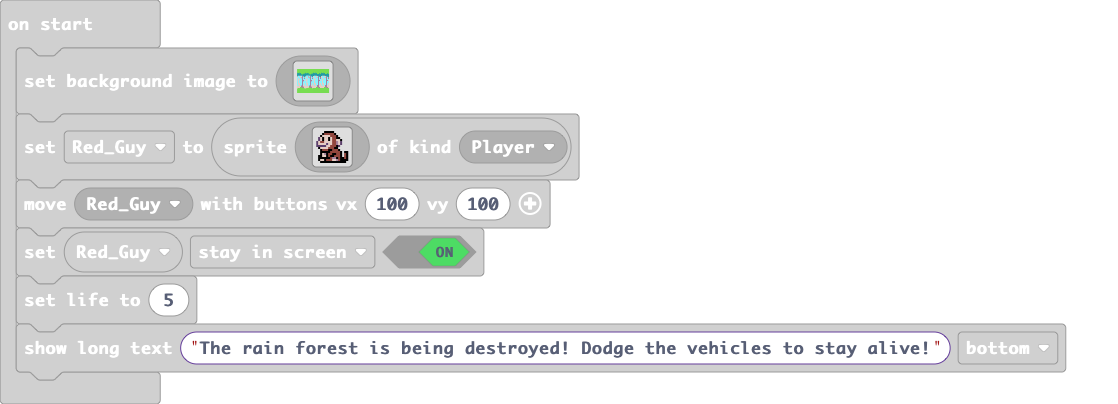 on start
set background image to
set Red_Guy to sprite of kind Player
move Red_Guy with buttons vx 100 vy 100
set Red_Guy stay in screen ON
set life to 5
show long text "The rain forest is being destroyed! Dodge the vehicles to stay alive!" bottom